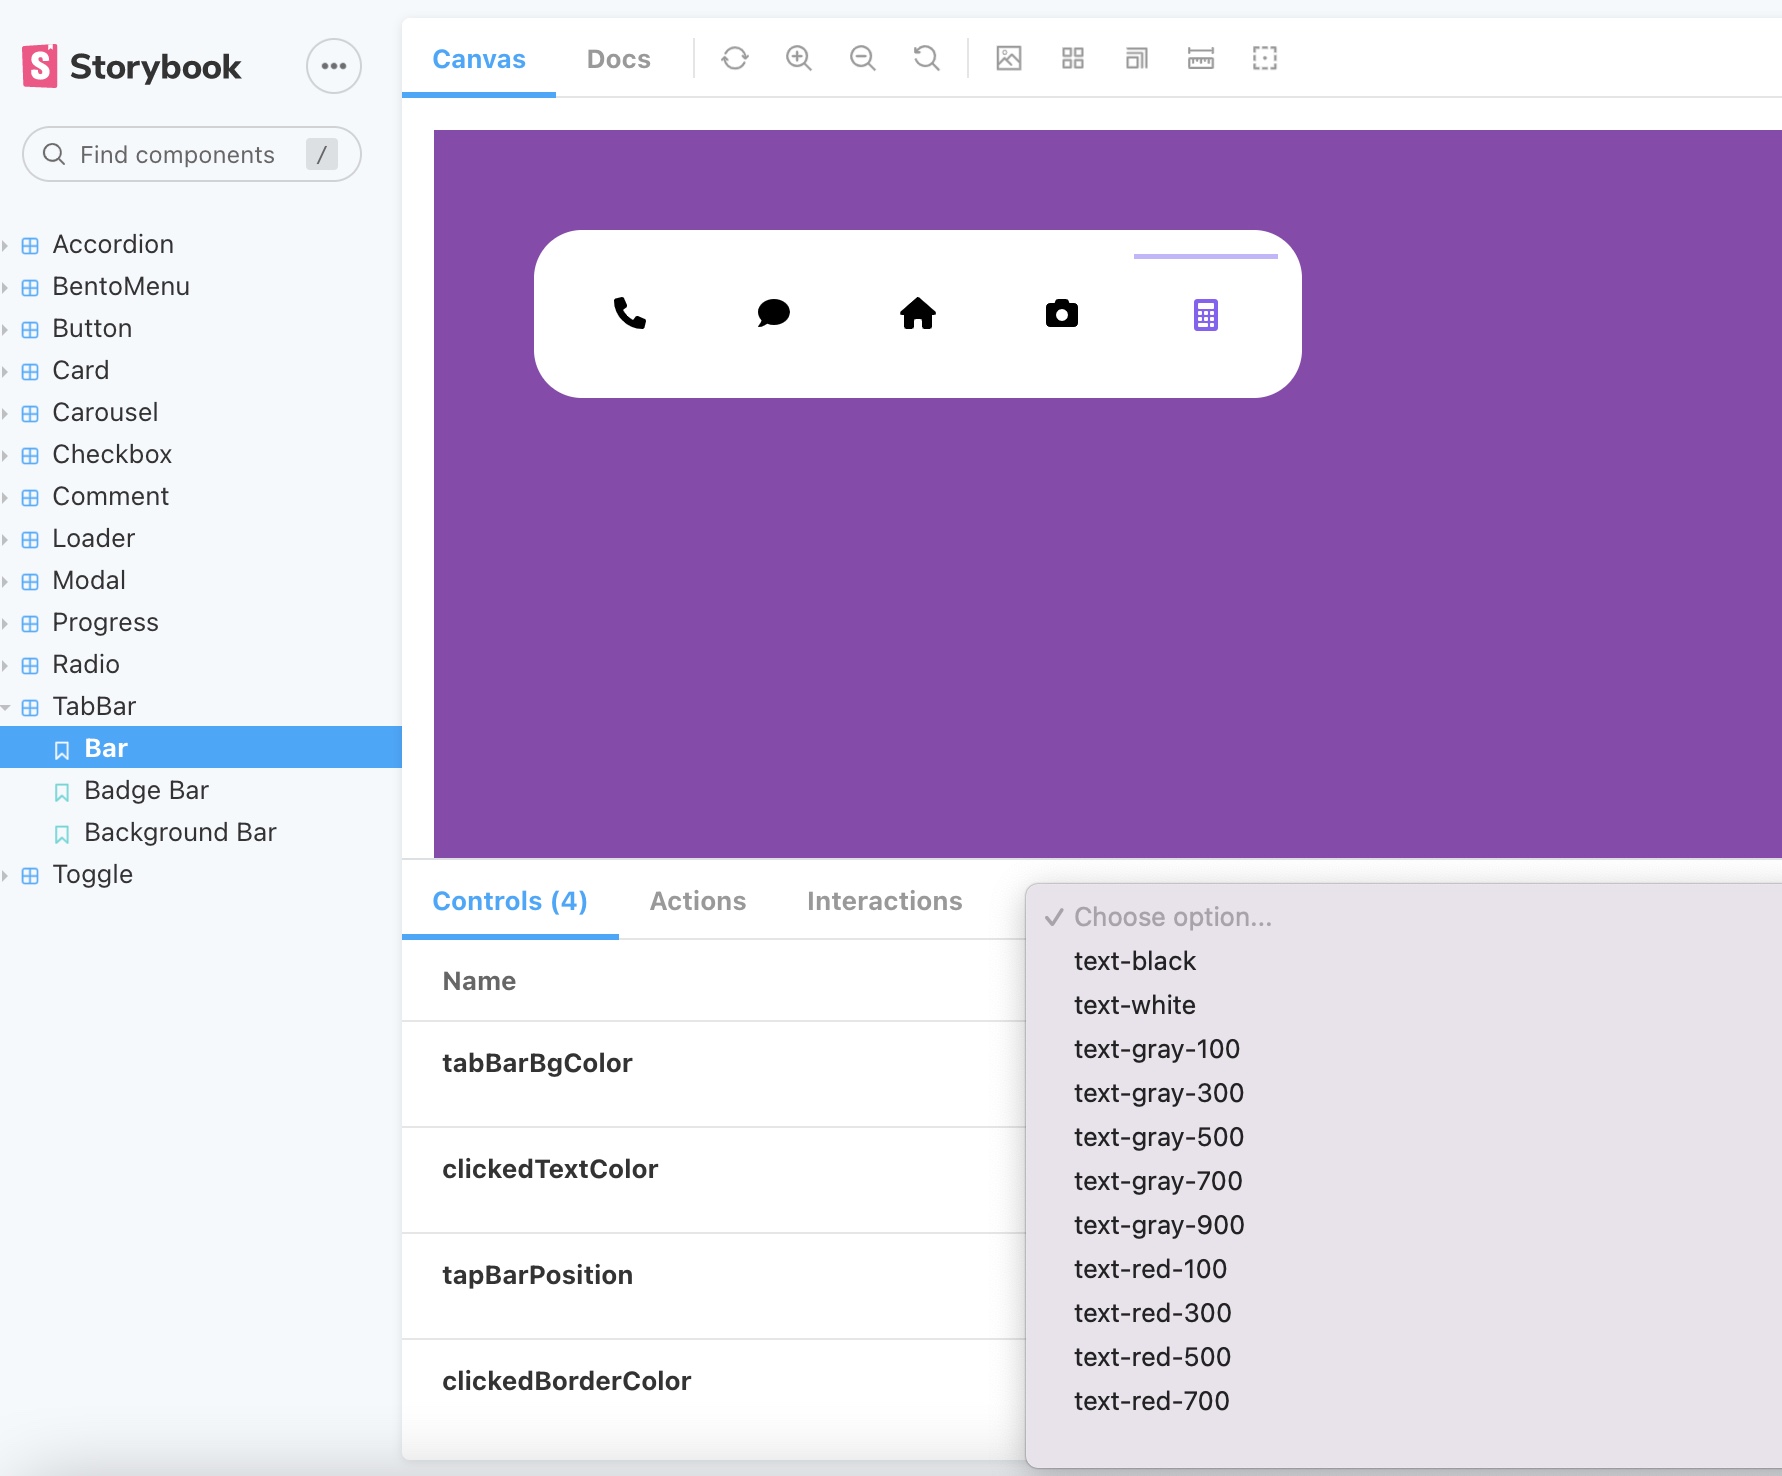 Storybook
Find components /
Accordion
BentoMenu
Button
Card
Carousel
Checkbox
Comment
Loader
Modal
Progress
Radio
TabBar
Bar
Badge Bar
Background Bar
Toggle
Canvas Docs
Controls (4) Actions Interactions
Name
tabBarBgColor
clickedTextColor
tapBarPosition
clickedBorderColor
✓ Choose option...
text-black
text-white
text-gray-100
text-gray-300
text-gray-500
text-gray-700
text-gray-900
text-red-100
text-red-300
text-red-500
text-red-700